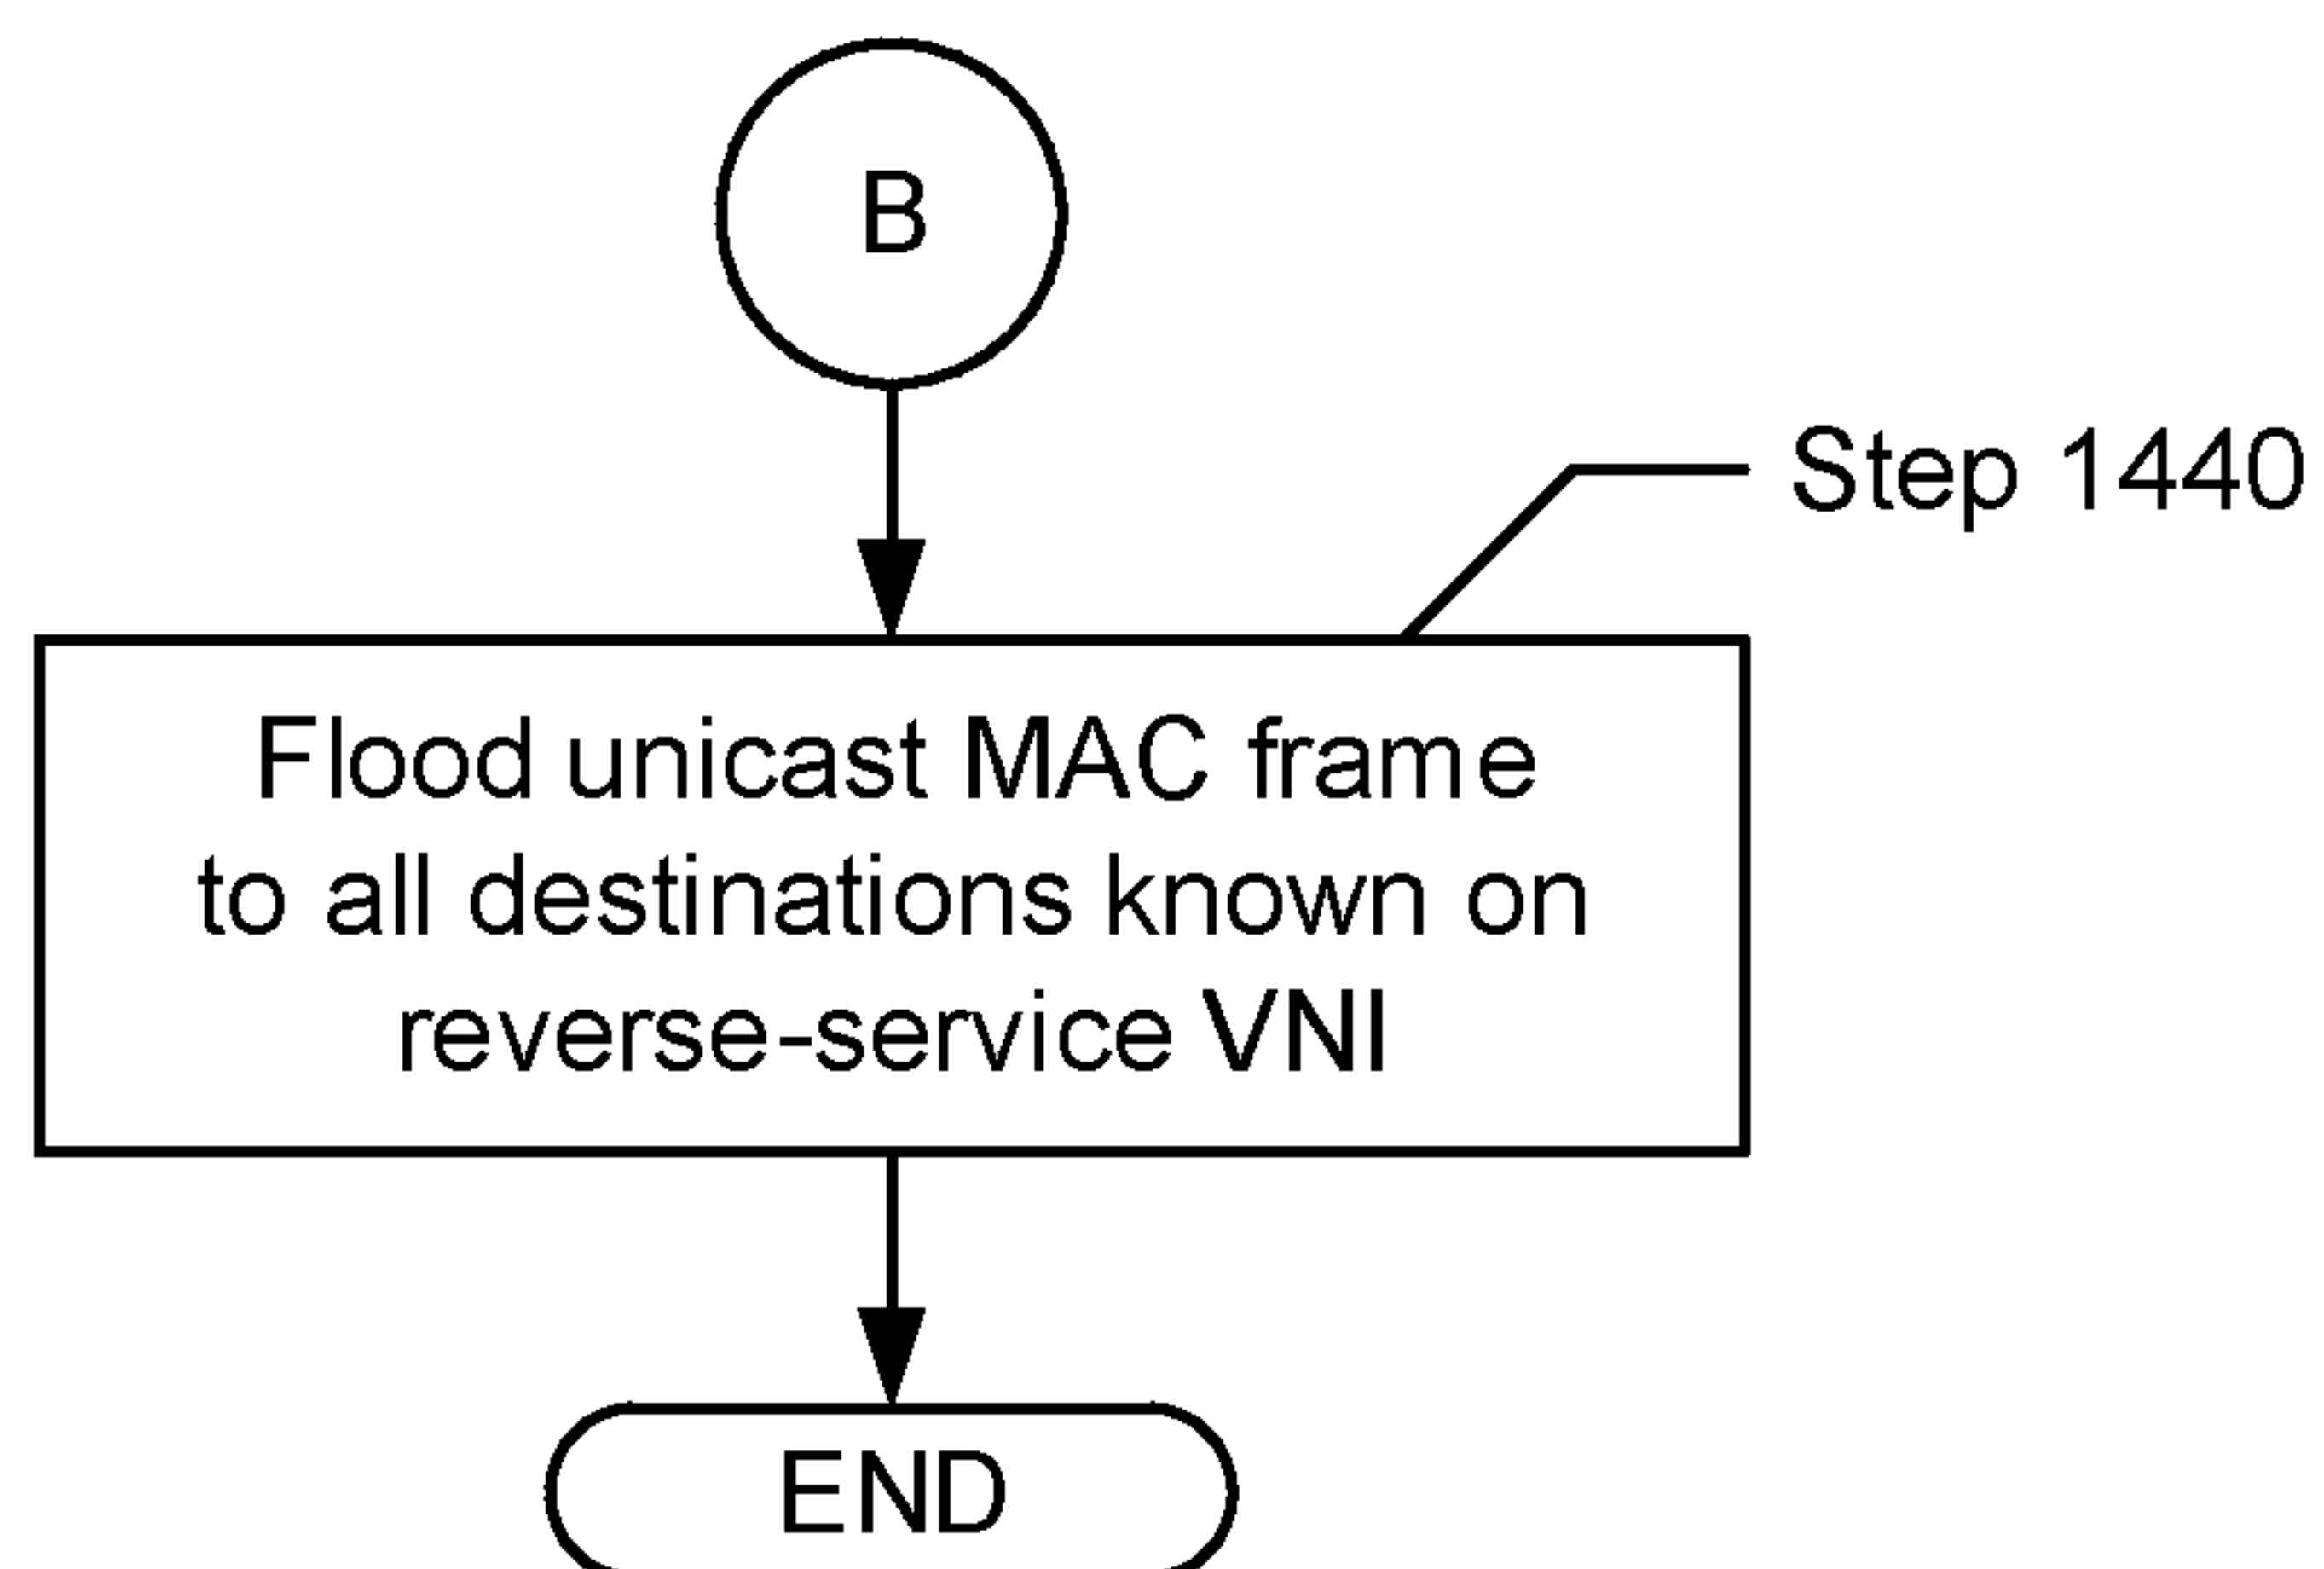 B
Step 1440
Flood unicast MAC frame
to all destinations known on
reverse-service VNI
END